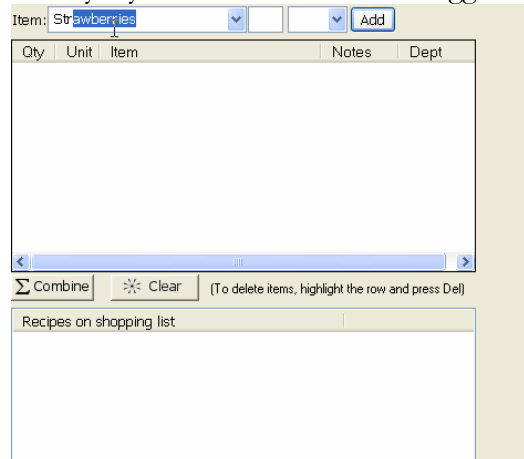 Item: Strawberries Add
Qty Unit Item Notes Dept
Σ Combine Clear (To delete items, highlight the row and press Del)
Recipes on shopping list